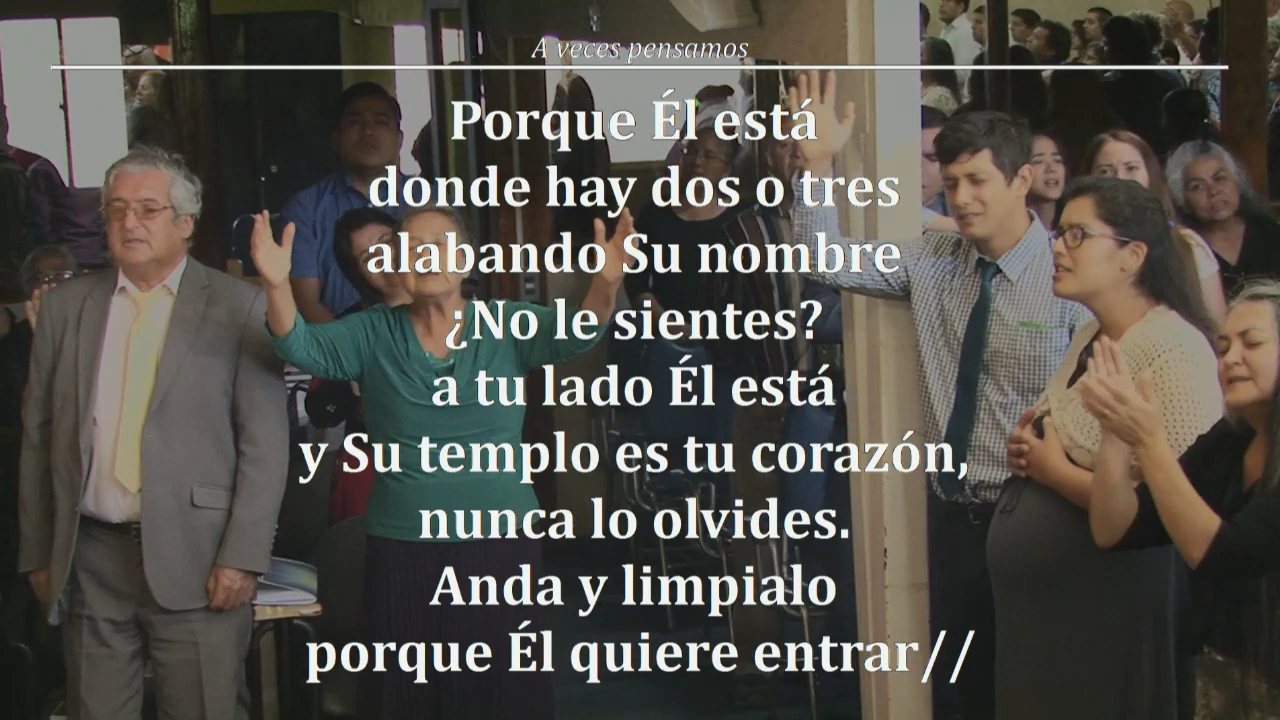 A veces pensamos
Porque Él está
donde hay dos o tres
alabando Su nombre
¿No le sientes?
a tu lado Él está
y Su templo es tu corazón,
nunca lo olvides.
Anda y limpialo
porque Él quiere entrar//